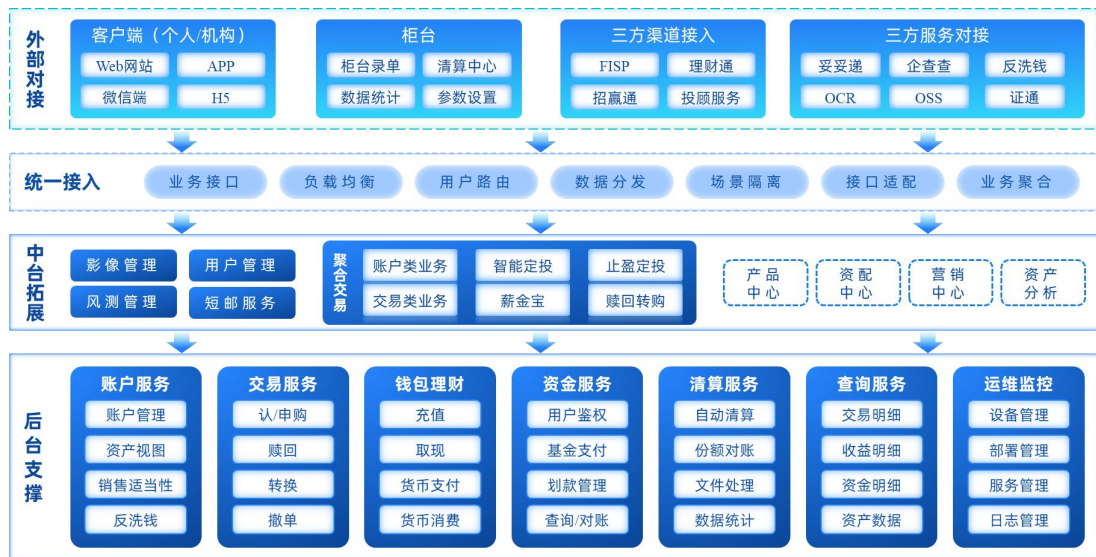 外部对接
客户端（个人/机构）
Web网站 APP
微信端 H5
柜台
柜台录单 清算中心
数据统计 参数设置
三方渠道接入
FISP 理财通
招赢通 投顾服务
三方服务对接
妥妥递 企查查 反洗钱
OCR OSS 证通
统一接入
业务接口 负载均衡 用户路由 数据分发 场景隔离 接口适配 业务聚合
中台拓展
影像管理 用户管理
风测管理 短邮服务
聚合交易
账户类业务 智能定投 止盈定投
交易类业务 薪金宝 赎回转购
产品
中心
资配
中心
营销
中心
资产
分析
后台支撑
账户服务
账户管理
资产视图
销售适当性
反洗钱
交易服务
认/申购
赎回
转换
撤单
钱包理财
充值
取现
货币支付
货币消费
资金服务
用户鉴权
基金支付
划款管理
查询/对账
清算服务
自动清算
份额对账
文件处理
数据统计
查询服务
交易明细
收益明细
资金明细
资产数据
运维监控
设备管理
部署管理
服务管理
日志管理